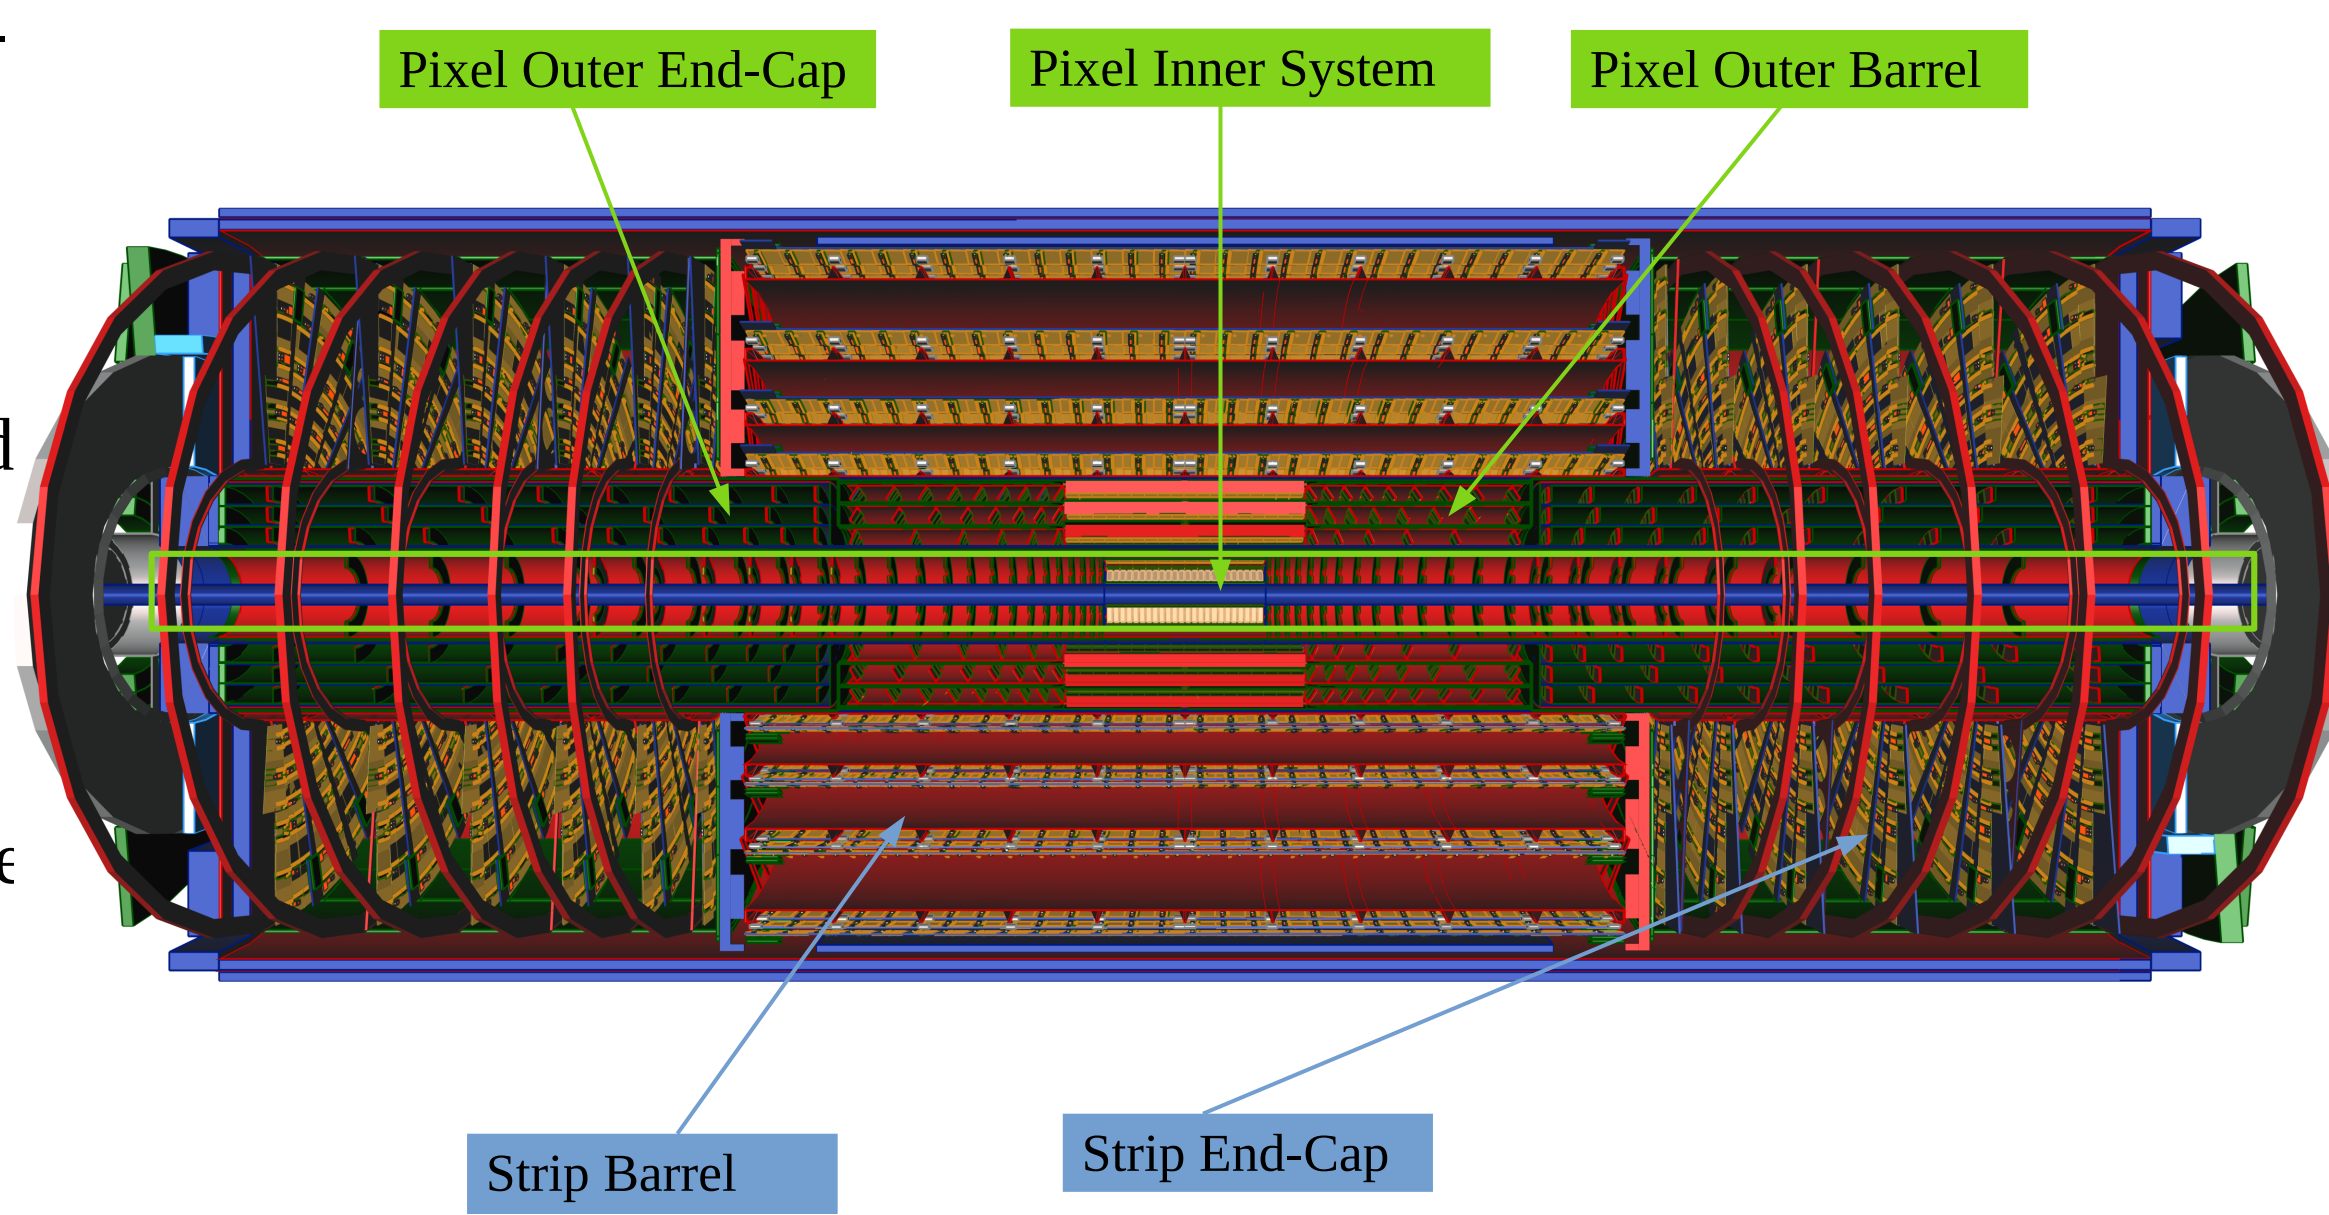 -
Pixel Outer End-Cap
Pixel Inner System
Pixel Outer Barrel
d
e
Strip Barrel
Strip End-Cap